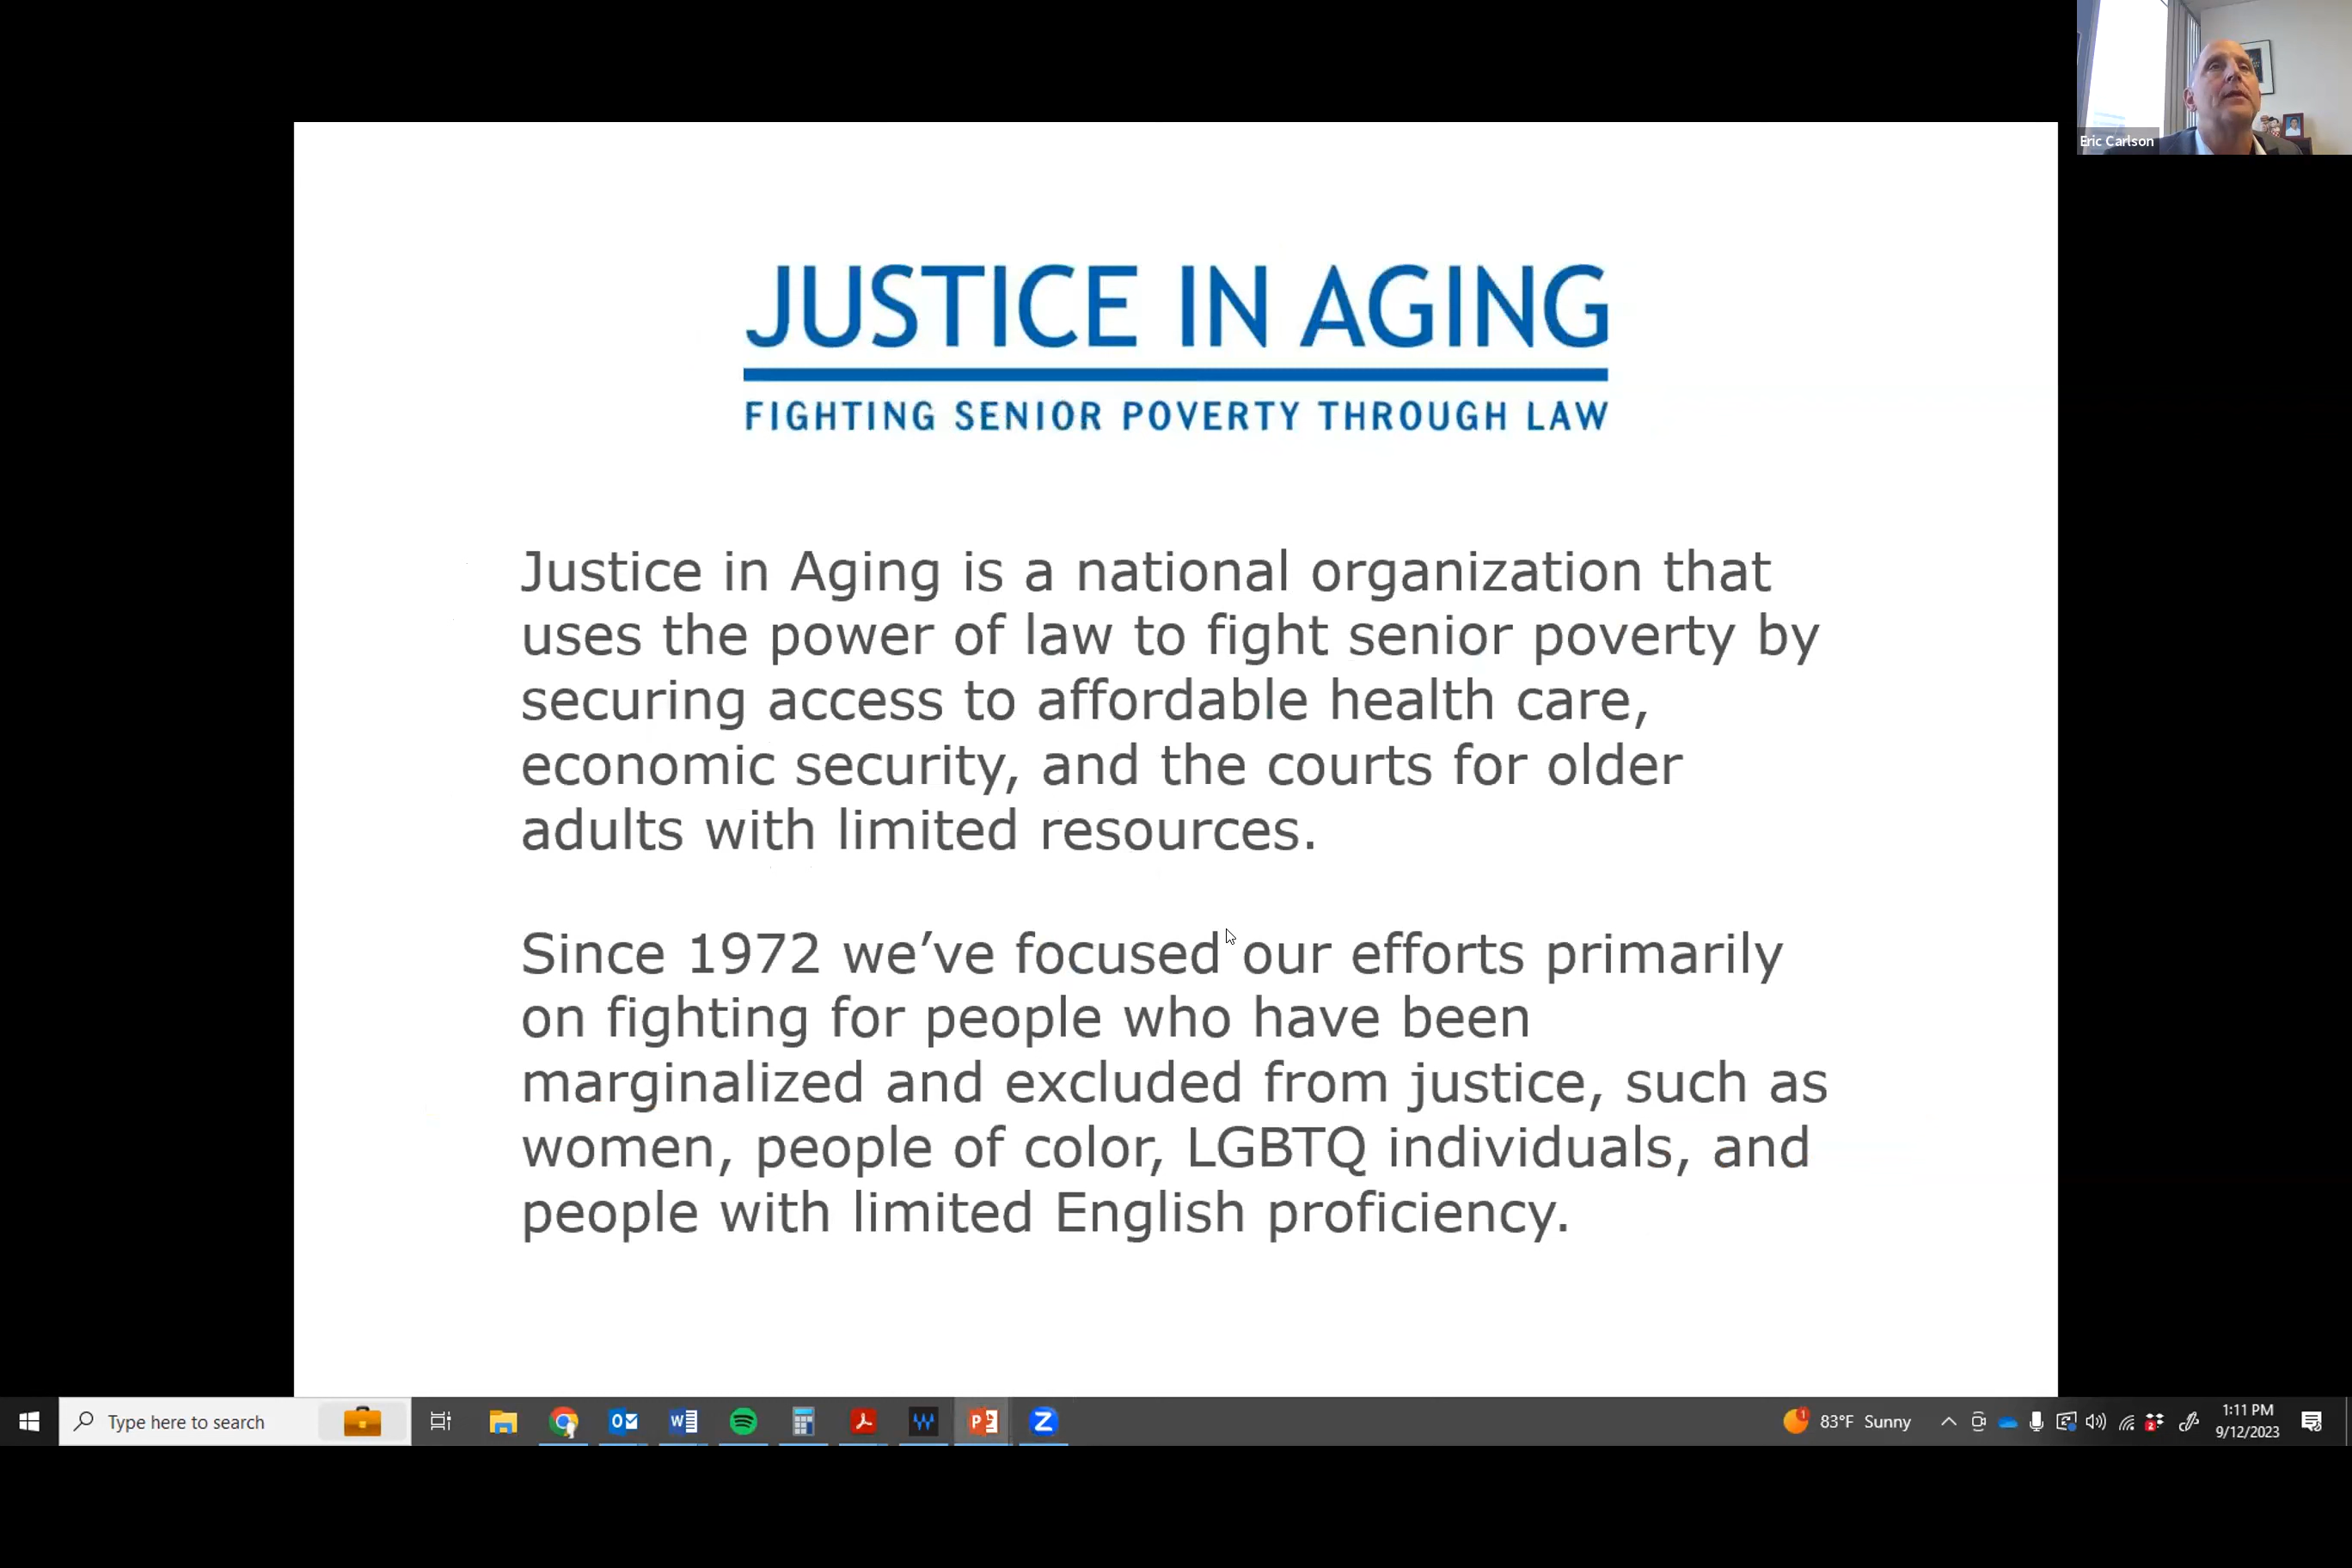 Eric Carlson
JUSTICE IN AGING
FIGHTING SENIOR POVERTY THROUGH LAW
Justice in Aging is a national organization that
uses the power of law to fight senior poverty by
securing access to affordable health care,
economic security, and the courts for older
adults with limited resources.
Since 1972 we’ve focused our efforts primarily
on fighting for people who have been
marginalized and excluded from justice, such as
women, people of color, LGBTQ individuals, and
people with limited English proficiency.
Type here to search
83°F Sunny
1:11 PM
9/12/2023